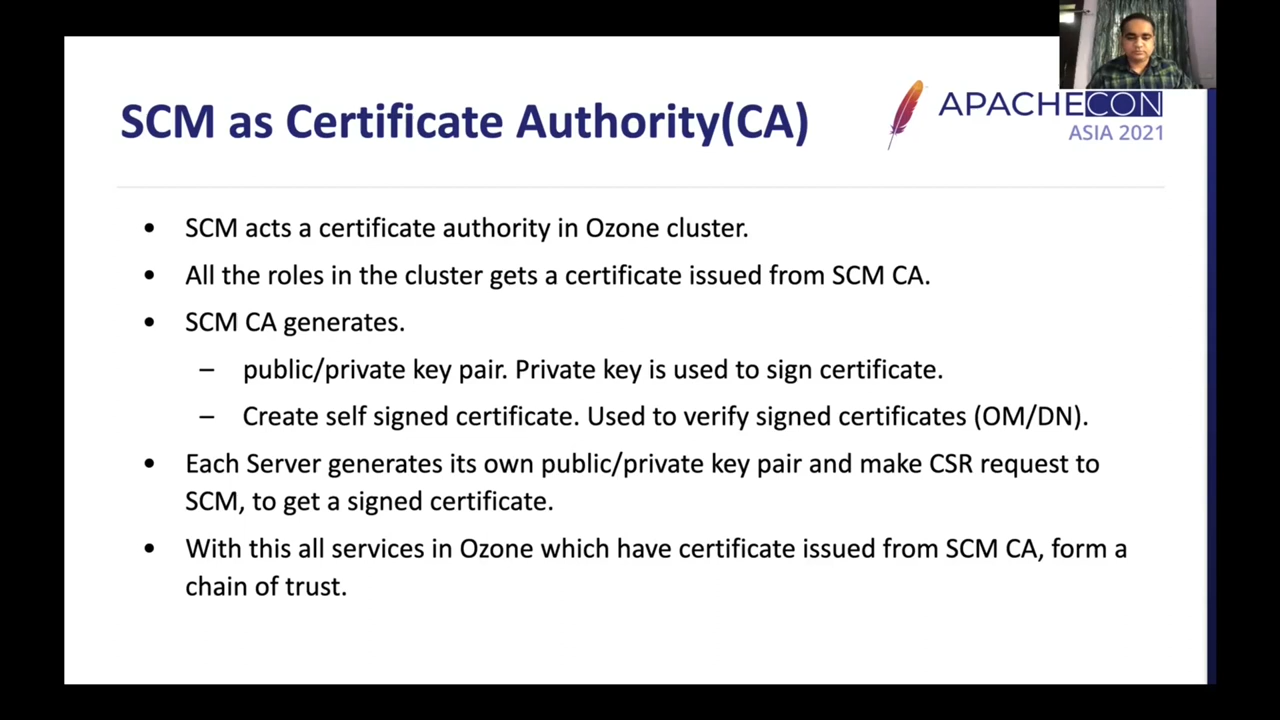 SCM as Certificate Authority(CA)
APACHECON
ASIA 2021
• SCM acts a certificate authority in Ozone cluster.
• All the roles in the cluster gets a certificate issued from SCM CA.
• SCM CA generates.
– public/private key pair. Private key is used to sign certificate.
– Create self signed certificate. Used to verify signed certificates (OM/DN).
• Each Server generates its own public/private key pair and make CSR request to
SCM, to get a signed certificate.
• With this all services in Ozone which have certificate issued from SCM CA, form a
chain of trust.